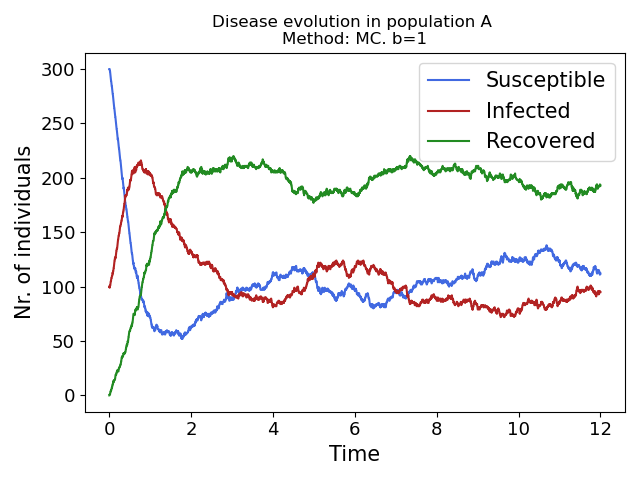 Disease evolution in population A
Method: MC. b=1
Susceptible
Infected
Recovered
Nr. of individuals
300
250
200
150
100
50
0
0 2 4 6 8 10 12
Time